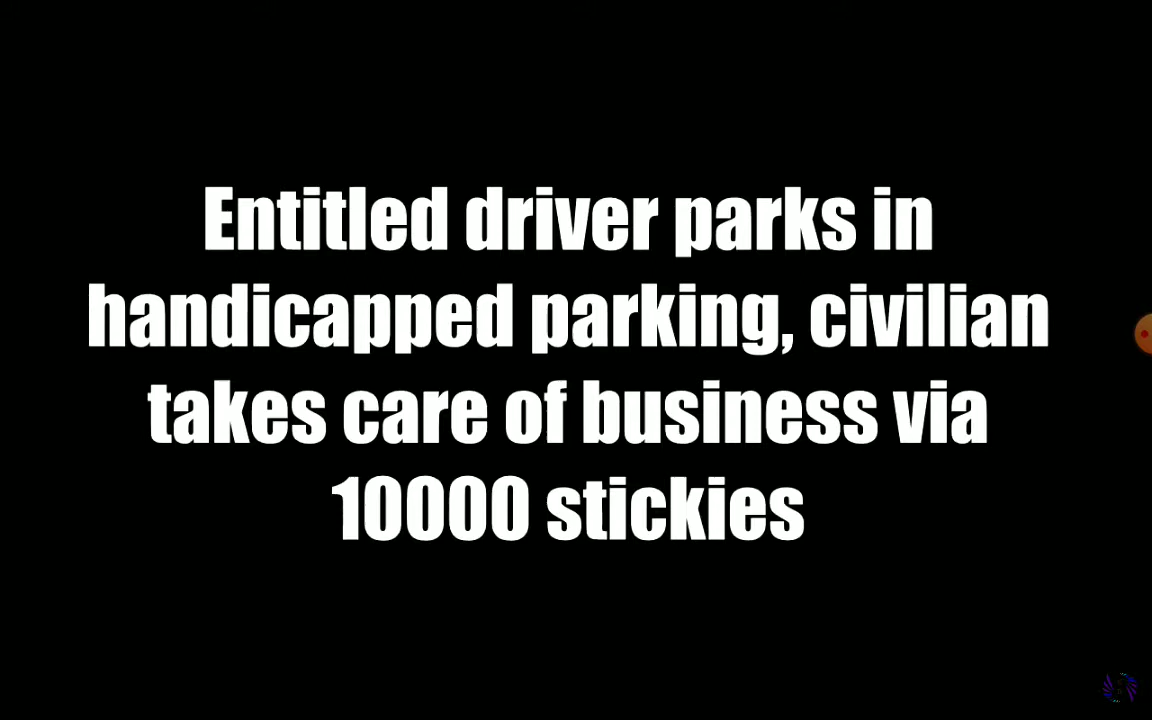 Entitled driver parks in
handicapped parking, civilian
takes care of business via
10000 stickies